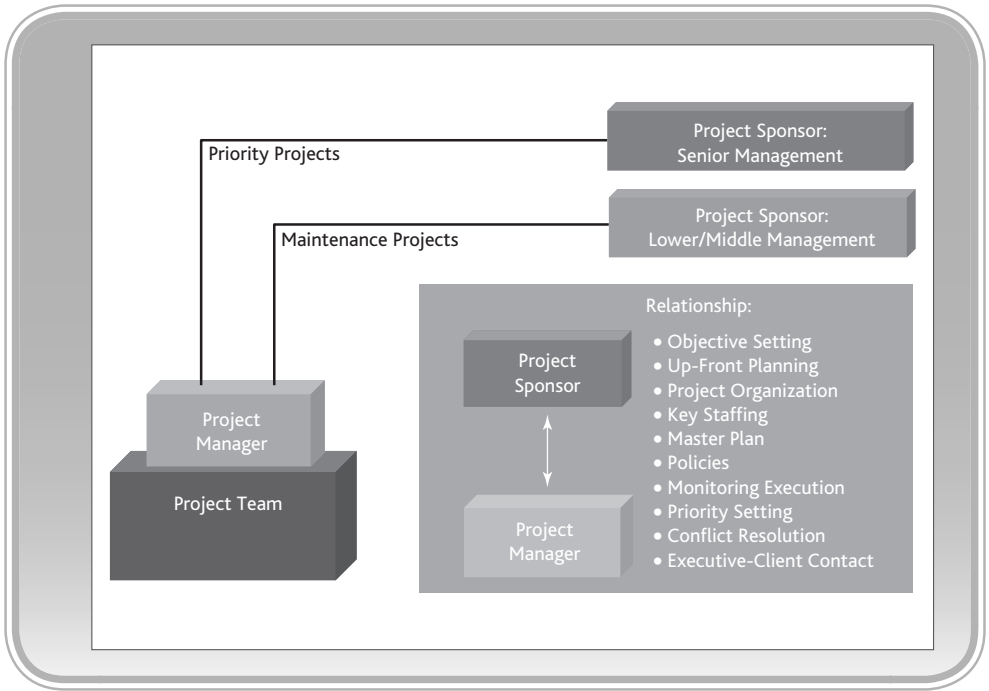 Project Sponsor:
Senior Management
Priority Projects
Project Sponsor:
Lower/Middle Management
Maintenance Projects
Relationship:
Project
Sponsor
• Objective Setting
• Up-Front Planning
• Project Organization
• Key Staffing
• Master Plan
• Policies
• Monitoring Execution
• Priority Setting
• Conflict Resolution
• Executive-Client Contact
Project
Manager
Project
Manager
Project Team